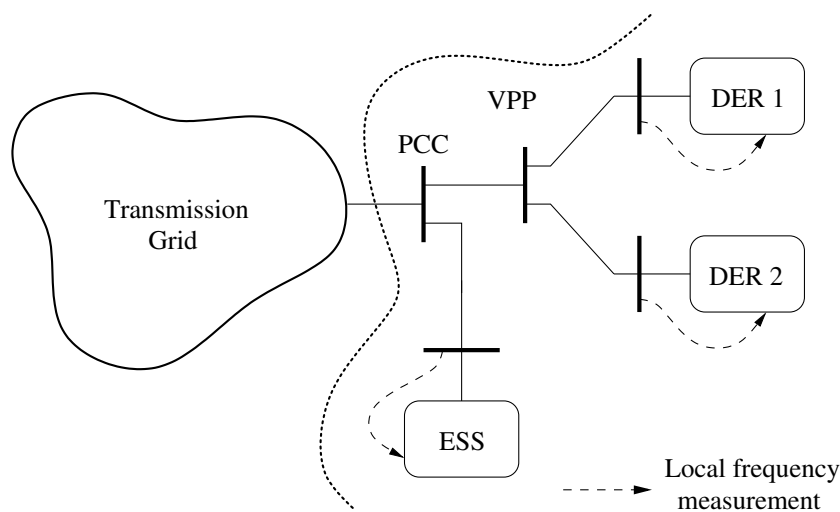 VPP
DER 1
PCC
Transmission
Grid
DER 2
ESS
Local frequency
measurement